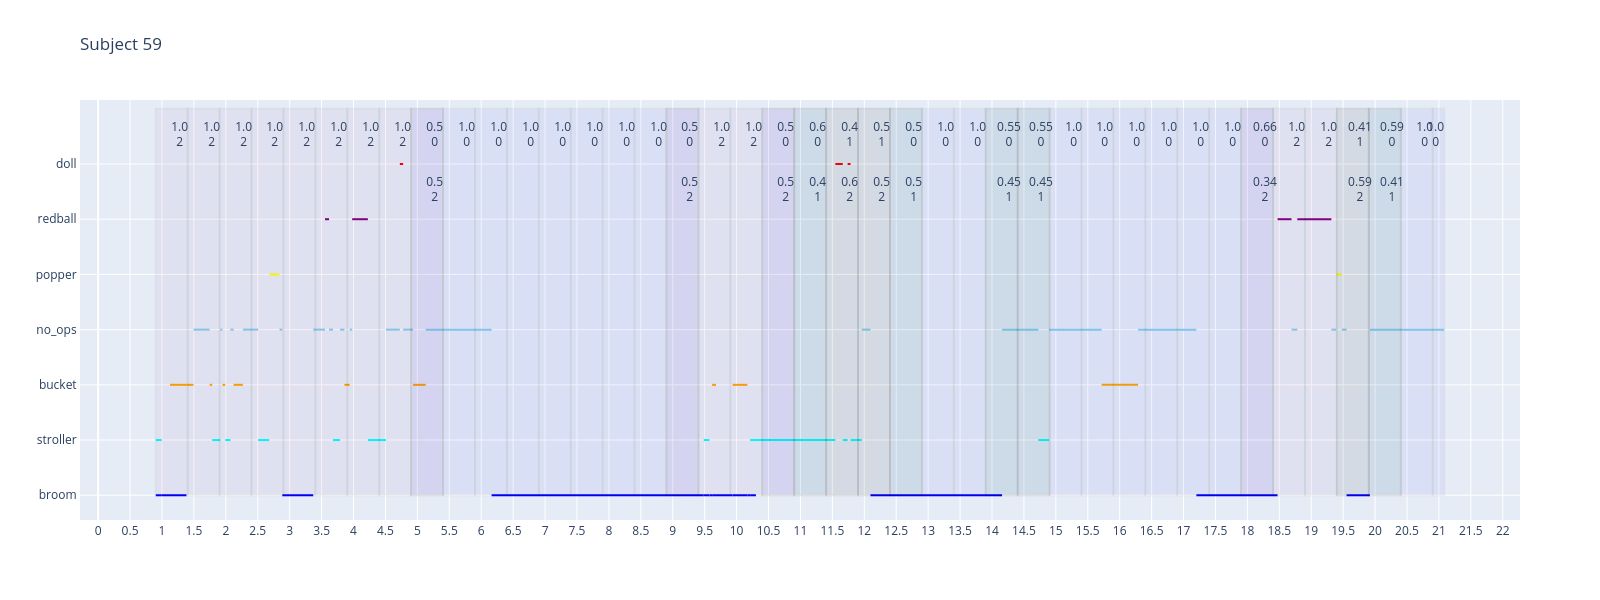 Subject 59
1.0 1.0 1.0 1.0 1.0 1.0 1.0 1.0 0.5 1.0 1.0 1.0 1.0 1.0 1.0 1.0 0.5 1.0 1.0 0.5 0.6 0.4 0.5 0.5 1.0 1.0 0.55 0.55 1.0 1.0 1.0 1.0 1.0 1.0 0.66 1.0 1.0 0.41 0.59 1.0 1.0
2 2 2 2 2 2 2 2 0 0 0 0 0 0 0 0 0 2 2 0 0 1 1 0 0 0 0 0 0 0 0 0 0 0 0 2 2 1 0 0 0
doll
0.5 0.5 0.5 0.4 0.6 0.5 0.5 0.45 0.45 0.34 0.59 0.41
2 2 2 1 2 2 1 1 1 2 2 1
redball
popper
no_ops
bucket
stroller
broom
0 0.5 1 1.5 2 2.5 3 3.5 4 4.5 5 5.5 6 6.5 7 7.5 8 8.5 9 9.5 10 10.5 11 11.5 12 12.5 13 13.5 14 14.5 15 15.5 16 16.5 17 17.5 18 18.5 19 19.5 20 20.5 21 21.5 22